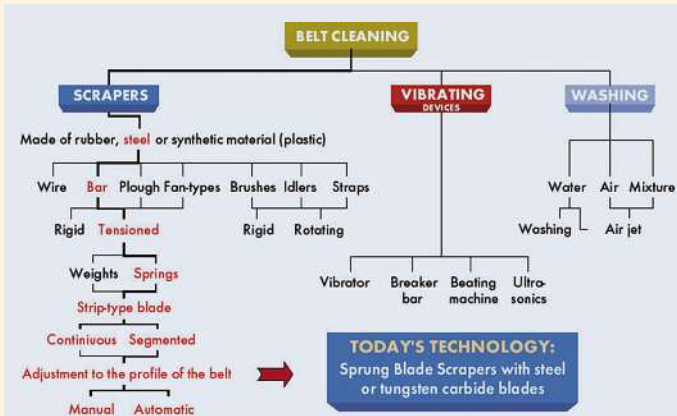 BELT CLEANING
SCRAPERS
VIBRATING
DEVICES
WASHING
Made of rubber, steel or synthetic material (plastic)
Wire Bar Plough Fan-types Brushes Idlers Straps
Rigid Tensioned Rigid Rotating
Weights Springs
Strip-type blade
Continiuous Segmented
Adjustment to the profile of the belt
Manual Automatic
Vibrator Breaker bar Beating machine Ultra-sonics
Water Air Mixture
Washing Air jet
TODAY'S TECHNOLOGY:
Sprung Blade Scrapers with steel
or tungsten carbide blades